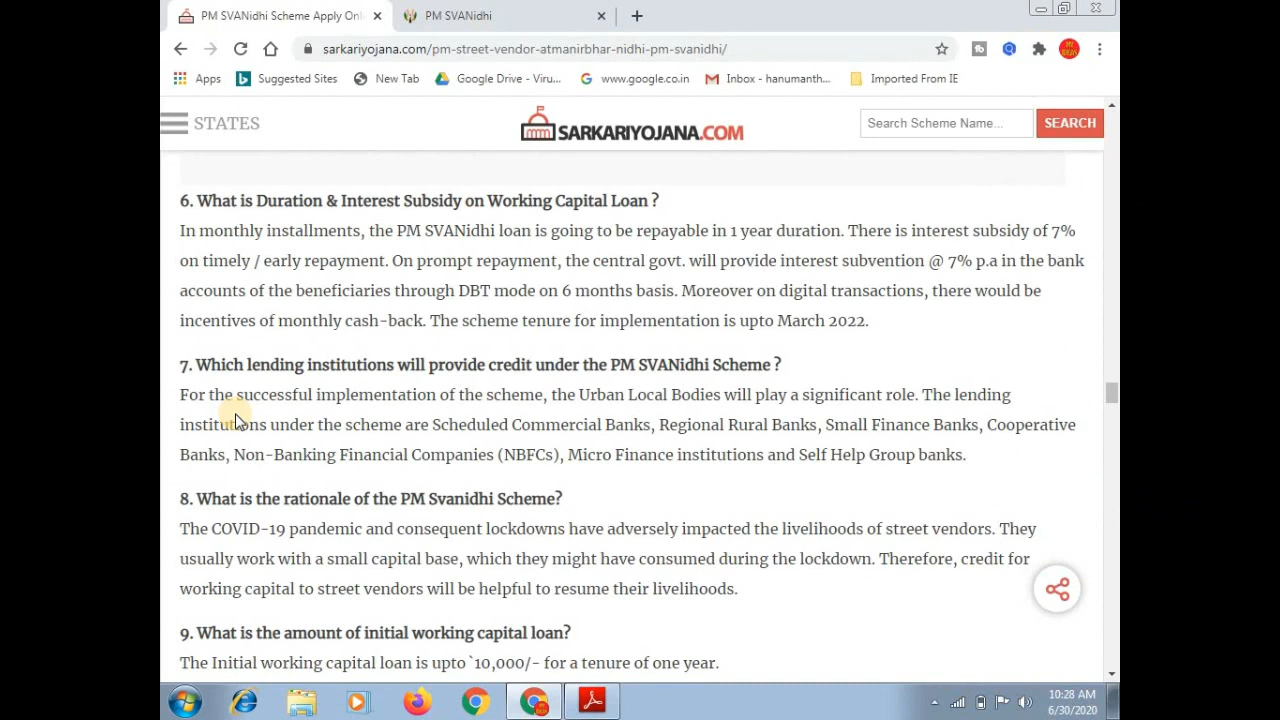 PM SVANidhi Scheme Apply Onl
PM SVANidhi
sarkariyojana.com/pm-street-vendor-atmanirbhar-nidhi-pm-svanidhi/
Apps
Suggested Sites
New Tab
Google Drive - Viru...
www.google.co.in
Inbox - hanumanth...
Imported From IE
STATES
SARKARIYOJANA.COM
Search Scheme Name...
SEARCH
6. What is Duration & Interest Subsidy on Working Capital Loan ?
In monthly installments, the PM SVANidhi loan is going to be repayable in 1 year duration. There is interest subsidy of 7%
on timely / early repayment. On prompt repayment, the central govt. will provide interest subvention @ 7% p.a in the bank
accounts of the beneficiaries through DBT mode on 6 months basis. Moreover on digital transactions, there would be
incentives of monthly cash-back. The scheme tenure for implementation is upto March 2022.
7. Which lending institutions will provide credit under the PM SVANidhi Scheme ?
For the successful implementation of the scheme, the Urban Local Bodies will play a significant role. The lending
institutions under the scheme are Scheduled Commercial Banks, Regional Rural Banks, Small Finance Banks, Cooperative
Banks, Non-Banking Financial Companies (NBFCs), Micro Finance institutions and Self Help Group banks.
8. What is the rationale of the PM Svanidhi Scheme?
The COVID-19 pandemic and consequent lockdowns have adversely impacted the livelihoods of street vendors. They
usually work with a small capital base, which they might have consumed during the lockdown. Therefore, credit for
working capital to street vendors will be helpful to resume their livelihoods.
9. What is the amount of initial working capital loan?
The Initial working capital loan is upto `10,000/- for a tenure of one year.
10:28 AM
6/30/2020